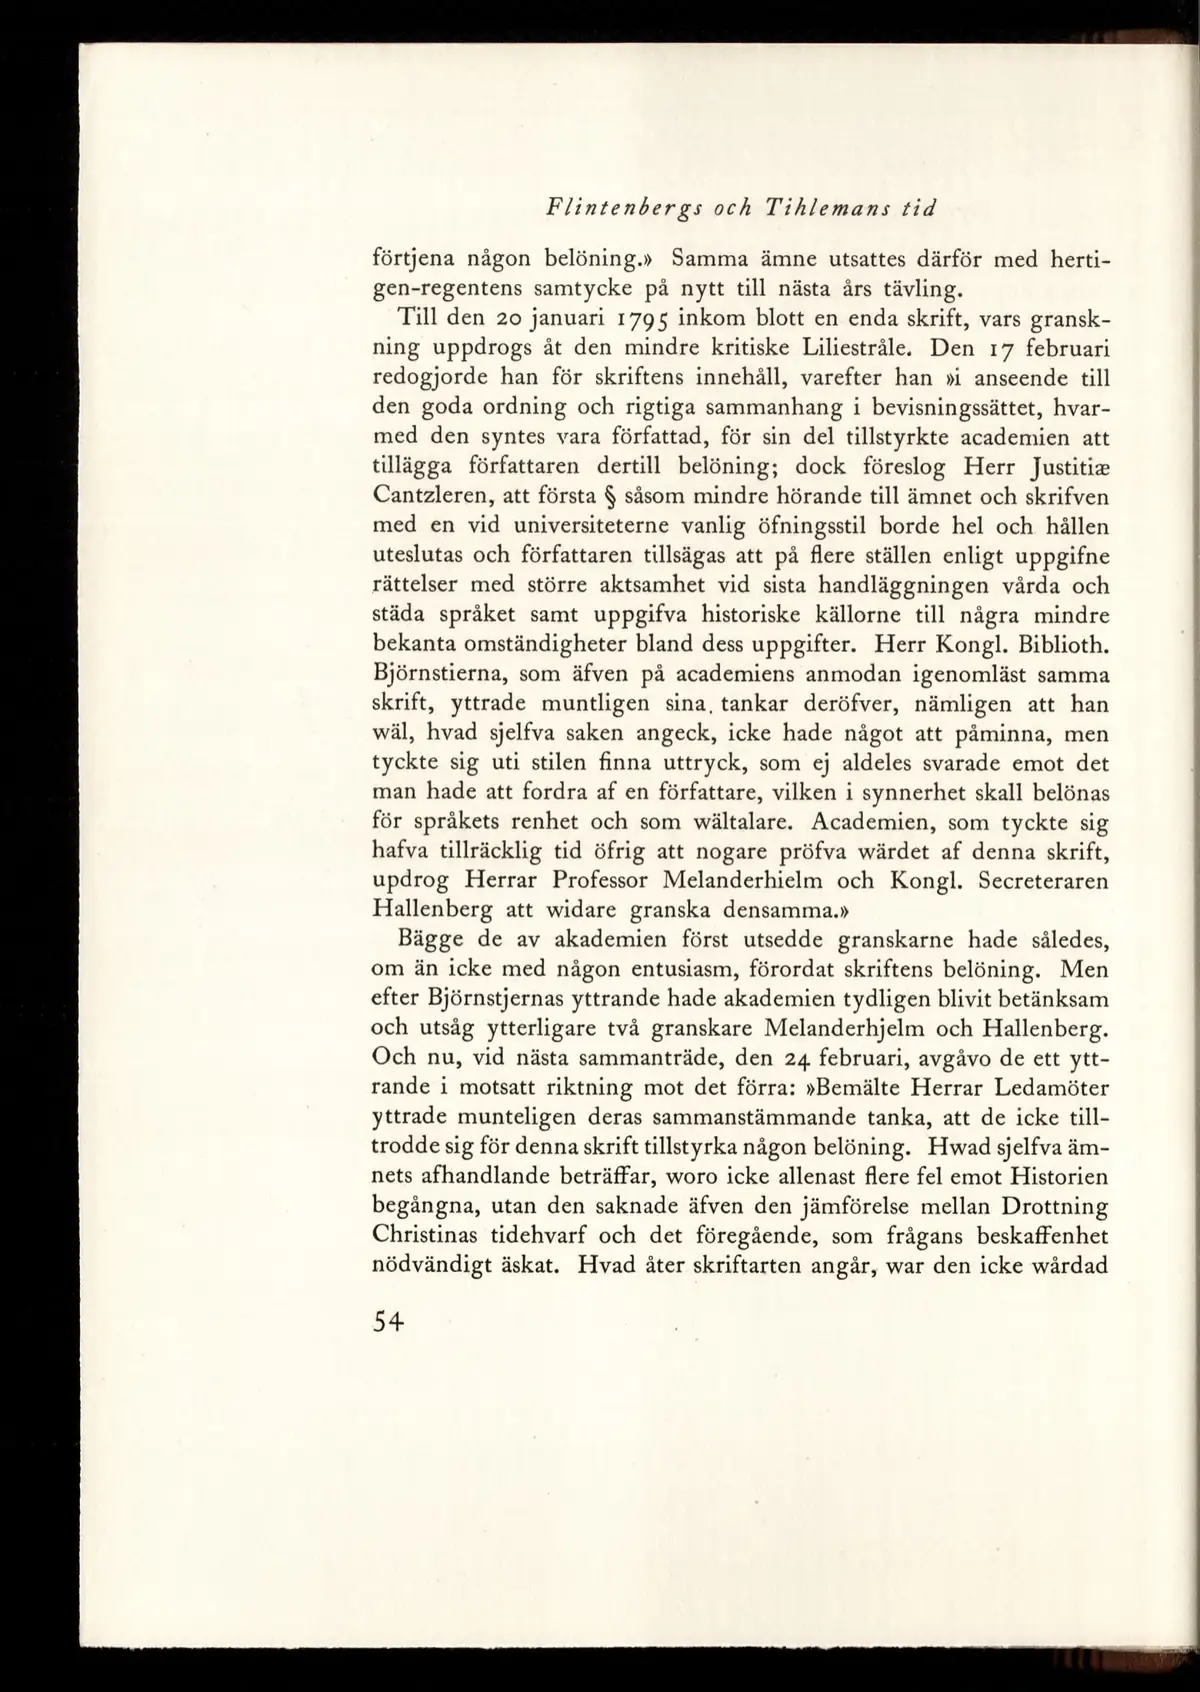 Flintenbergs och Tihlemans tid
förtjena någon belöning.» Samma ämne utsattes därför med herti-
gen-regentens samtycke på nytt till nästa års tävling.
Till den 20 januari 1795 inkom blott en enda skrift, vars gransk-
ning uppdrogs åt den mindre kritiske Liliestråle. Den 17 februari
redogjorde han för skriftens innehåll, varefter han »i anseende till
den goda ordning och rigtiga sammanhang i bevisningssättet, hvar-
med den syntes vara författad, för sin del tillstyrkte academien att
tillägga författaren dertill belöning; dock föreslog Herr Justitiæ
Cantzleren, att första § såsom mindre hörande till ämnet och skrifven
med en vid universiteterne vanlig öfningsstil borde hel och hållen
uteslutas och författaren tillsägas att på flere ställen enligt uppgifne
rättelser med större aktsamhet vid sista handläggningen vårda och
städa språket samt uppgifva historiske källorne till några mindre
bekanta omständigheter bland dess uppgifter. Herr Kongl. Biblioth.
Björnstierna, som äfven på academiens anmodan igenomläst samma
skrift, yttrade muntligen sina tankar deröfver, nämligen att han
wäl, hvad sjelfva saken angeck, icke hade något att påminna, men
tyckte sig uti stilen finna uttryck, som ej aldeles svarade emot det
man hade att fordra af en författare, vilken i synnerhet skall belönas
för språkets renhet och som wältalare. Academien, som tyckte sig
hafva tillräcklig tid öfrig att nogare pröfva wärdet af denna skrift,
updrog Herrar Professor Melanderhielm och Kongl. Secreteraren
Hallenberg att widare granska densamma.»
Bägge de av akademien först utsedde granskarne hade således,
om än icke med någon entusiasm, förordat skriftens belöning. Men
efter Björnstjernas yttrande hade akademien tydligen blivit betänksam
och utsåg ytterligare två granskare Melanderhjelm och Hallenberg.
Och nu, vid nästa sammanträde, den 24 februari, avgåvo de ett ytt-
rande i motsatt riktning mot det förra: »Bemälte Herrar Ledamöter
yttrade munteligen deras sammanstämmande tanka, att de icke till-
trodde sig för denna skrift tillstyrka någon belöning. Hwad sjelfva äm-
nets afhandlande beträffar, woro icke allenast flere fel emot Historien
begångna, utan den saknade äfven den jämförelse mellan Drottning
Christinas tidehvarf och det föregående, som frågans beskaffenhet
nödvändigt äskat. Hvad åter skriftarten angår, war den icke wårdad
54